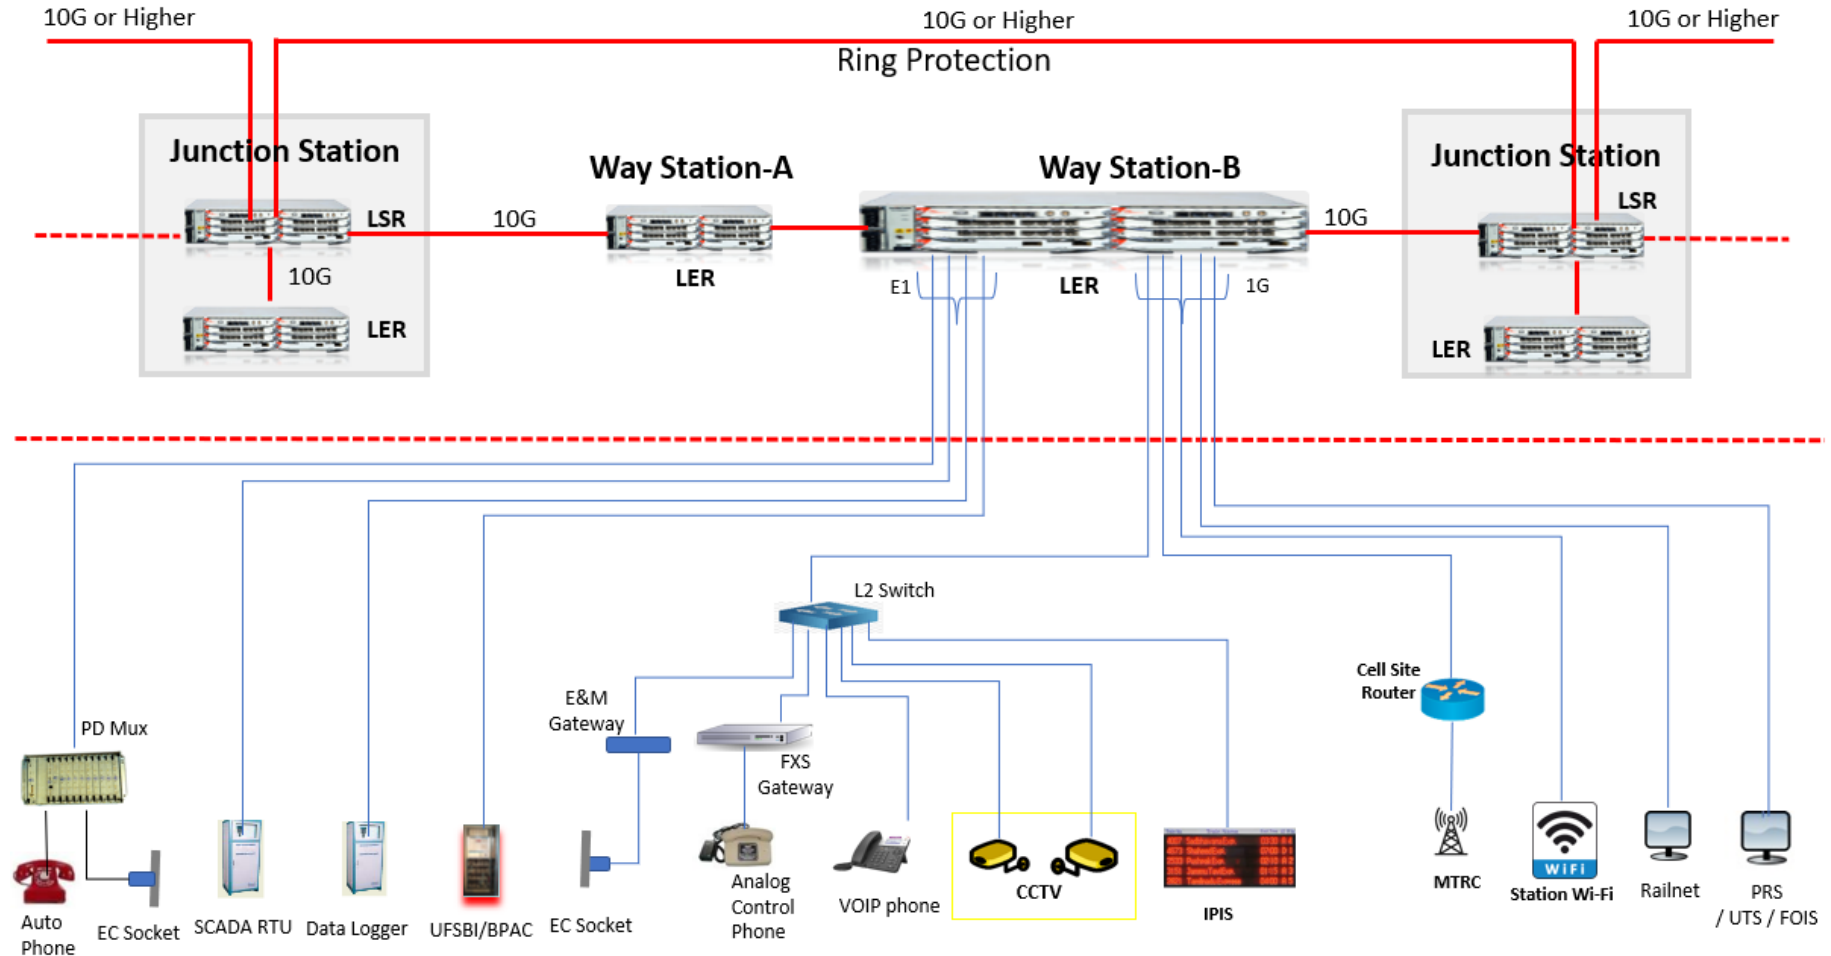 10G or Higher
10G or Higher
10G or Higher
Ring Protection
Junction Station
Way Station-A
Way Station-B
Junction Station
LSR
10G
10G
LSR
10G
LER
E1
LER
1G
LER
LER
L2 Switch
Cell Site
Router
E&M
Gateway
PD Mux
FXS
Gateway
WiFi
Auto
Phone
EC Socket
SCADA RTU
Data Logger
UFSBI/BPAC
EC Socket
Analog
Control
Phone
VOIP phone
CCTV
IPIS
MTRC
Station Wi-Fi
Railnet
PRS
/ UTS / FOIS